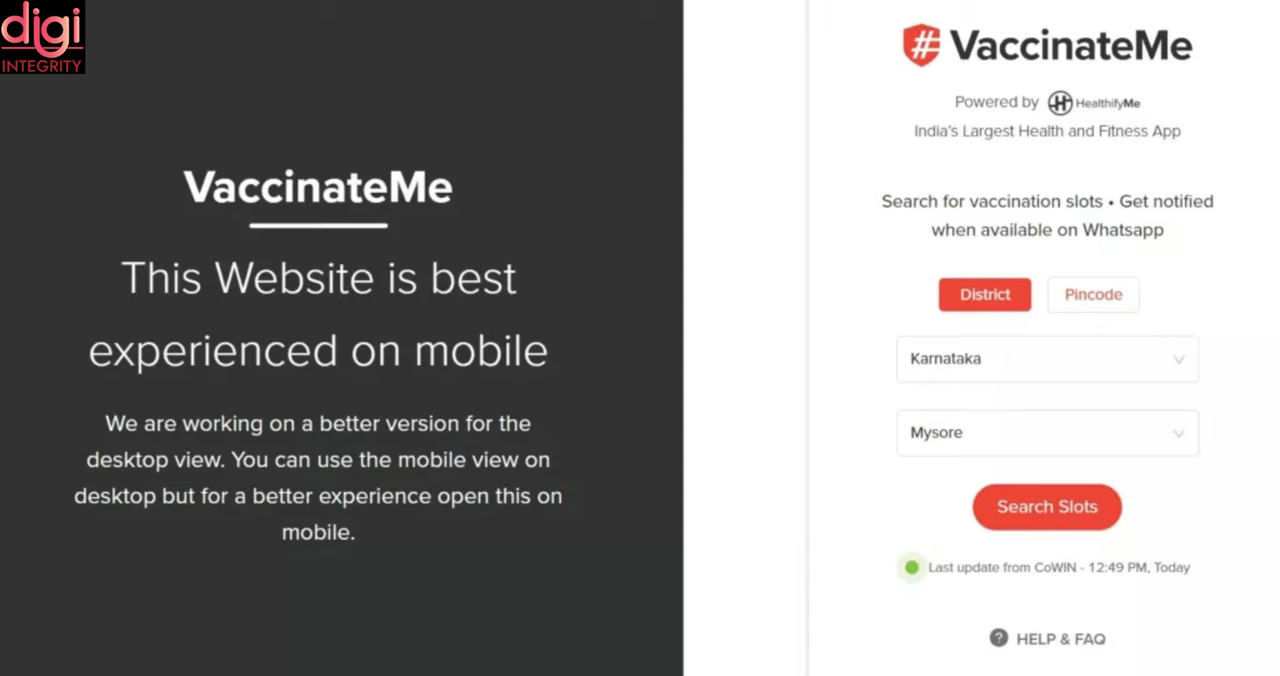 digi
INTEGRITY
VaccinateMe
This Website is best
experienced on mobile
We are working on a better version for the
desktop view. You can use the mobile view on
desktop but for a better experience open this on
mobile.
# VaccinateMe
Powered by HealthifyMe
India's Largest Health and Fitness App
Search for vaccination slots • Get notified
when available on Whatsapp
District Pincode
Karnataka
Mysore
Search Slots
Last update from CoWIN - 12:49 PM, Today
? HELP & FAQ